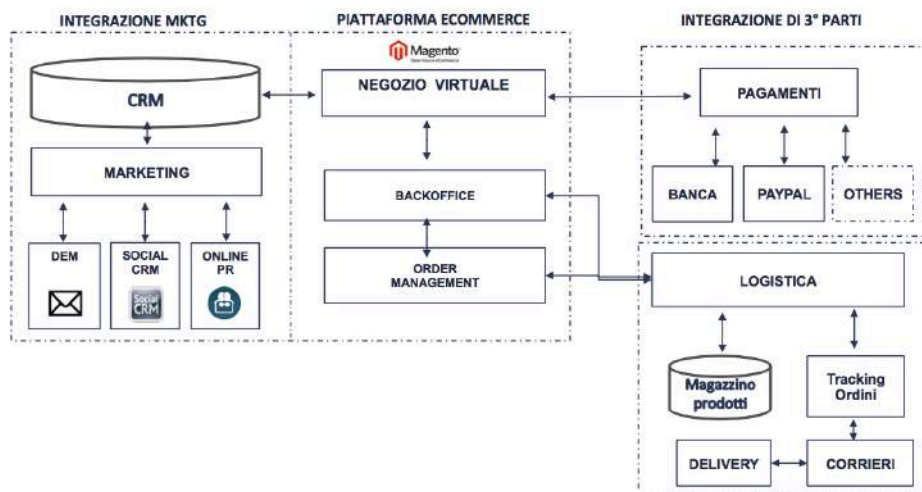 INTEGRAZIONE MKTG
PIATTAFORMA ECOMMERCE
INTEGRAZIONE DI 3° PARTI
Magento
CRM
NEGOZIO VIRTUALE
PAGAMENTI
MARKETING
BACKOFFICE
BANCA
PAYPAL
OTHERS
DEM
SOCIAL
CRM
ONLINE
PR
Social
CRM
ORDER
MANAGEMENT
LOGISTICA
Magazzino
prodotti
Tracking
Ordini
DELIVERY
CORRIERI